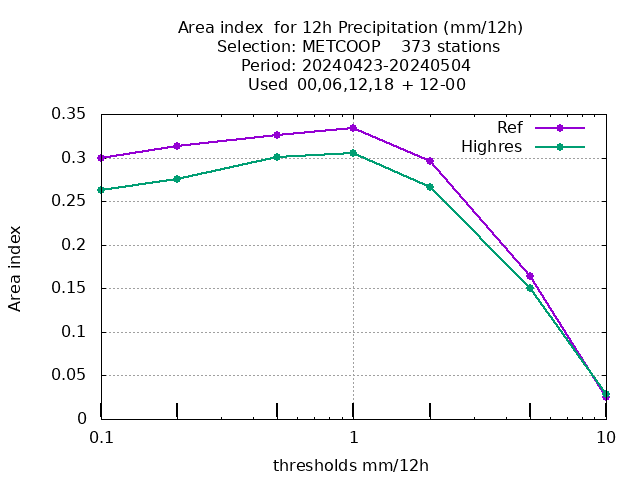 Area index  for 12h Precipitation (mm/12h)
Selection: METCOOP    373 stations
Period: 20240423-20240504
Used 00,06,12,18 + 12-00
Ref
Highres
0.35
0.3
0.25
0.2
0.15
0.1
0.05
0
Area index
0.1
1
10
thresholds mm/12h